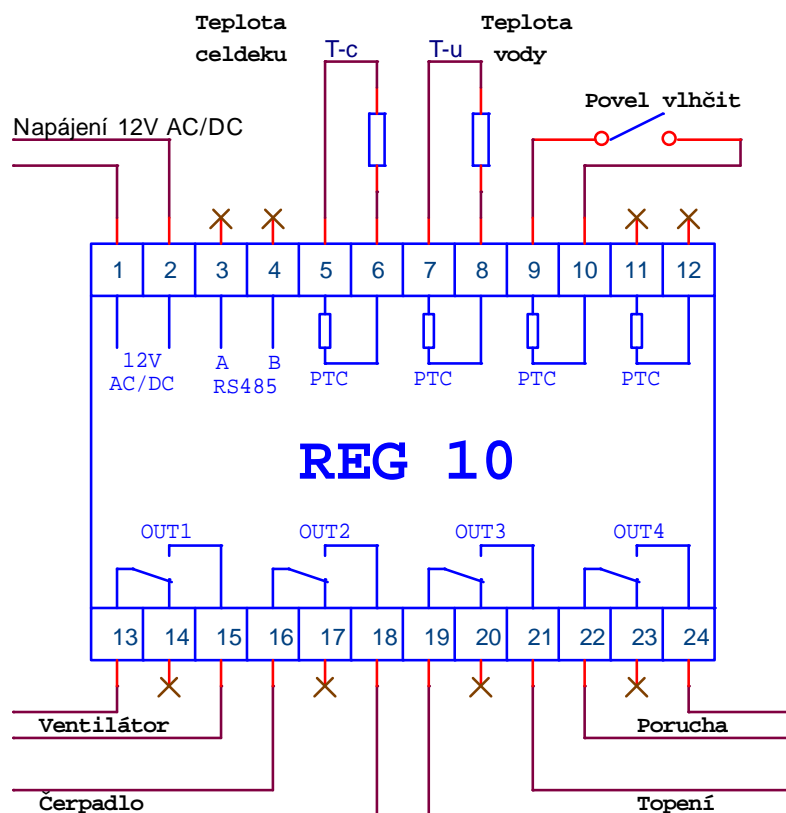 Teplota
celdeku
T-c
T-u
Teplota
vody
Povel vlhčit
Napájení 12V AC/DC
1 2 3 4 5 6 7 8 9 10 11 12
12V
AC/DC
A B
RS485
PTC PTC PTC PTC
REG 10
OUT1 OUT2 OUT3 OUT4
13 14 15 16 17 18 19 20 21 22 23 24
Ventilátor
Porucha
Čerpadlo
Topení